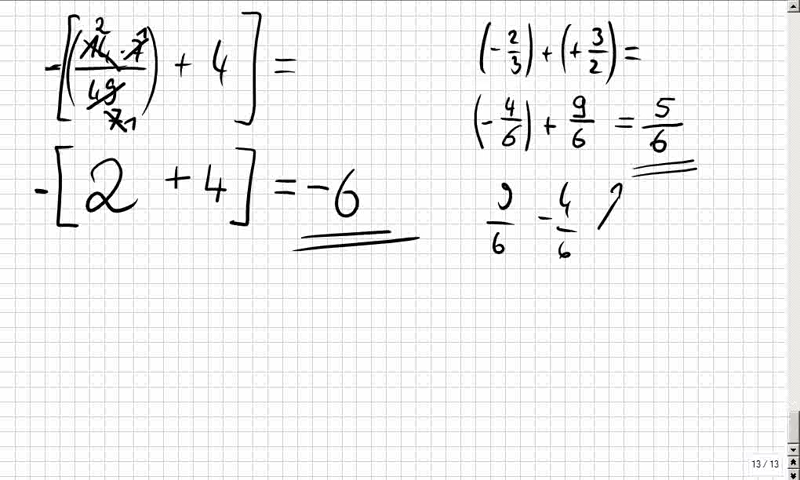 -[(14·7/49) + 4] =
-[2 + 4] = -6
(-2/3) + (+3/2) =
(-4/6) + 9/6 = 5/6
9/6 - 4/6
13 / 13